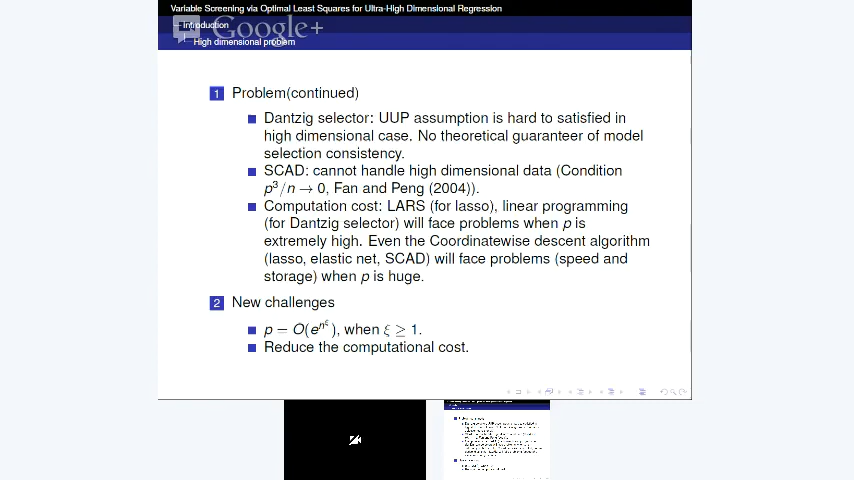 Variable Screening via Optimal Least Squares for Ultra-High Dimensional Regression
Introduction
Google+
High dimensional problem
1 Problem(continued)
Dantzig selector: UUP assumption is hard to satisfied in
high dimensional case. No theoretical guaranteer of model
selection consistency.
SCAD: cannot handle high dimensional data (Condition
p³/n → 0, Fan and Peng (2004)).
Computation cost: LARS (for lasso), linear programming
(for Dantzig selector) will face problems when p is
extremely high. Even the Coordinatewise descent algorithm
(lasso, elastic net, SCAD) will face problems (speed and
storage) when p is huge.
2 New challenges
p = O(e^{n^ξ}), when ξ ≥ 1.
Reduce the computational cost.